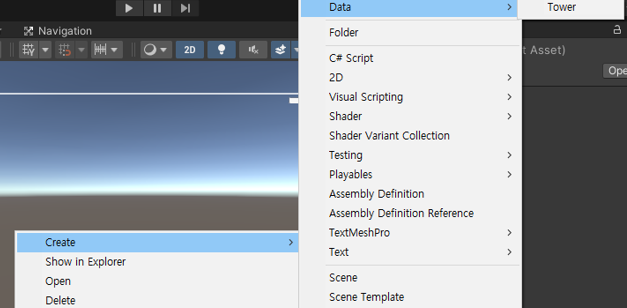 Navigation
2D
Create
Show in Explorer
Open
Delete
Data
Folder
C# Script
2D
Visual Scripting
Shader
Shader Variant Collection
Testing
Playables
Assembly Definition
Assembly Definition Reference
TextMeshPro
Text
Scene
Scene Template
Tower
Asset)